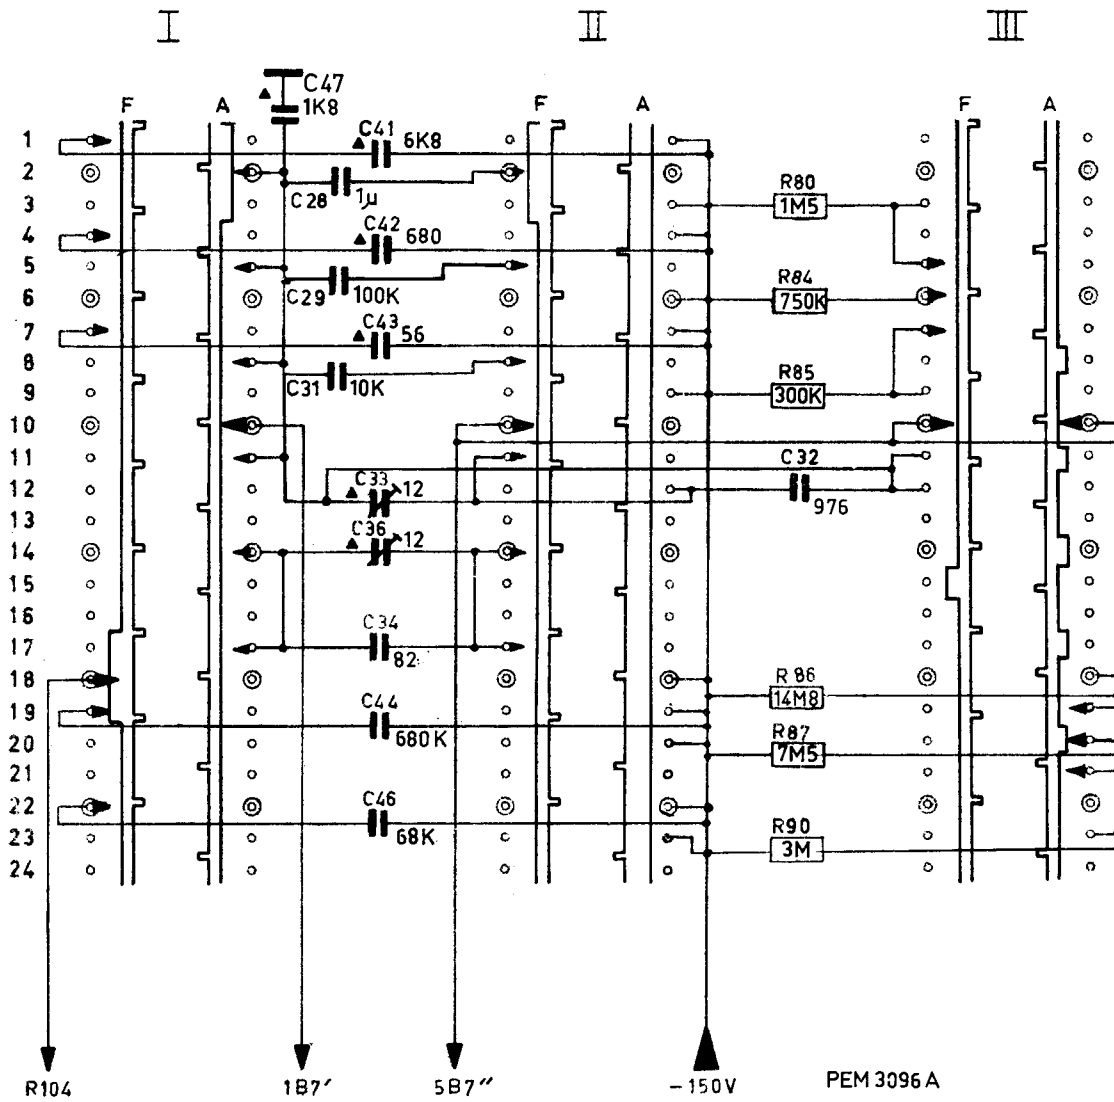 I II III
C47
1K8
F A F A F A
1 C41 6K8
2
C28 1µ R80
3 1M5
C42
4 680
5
C29 100K R84
6 750K
C43
7 56
8
C31 10K R85
9 300K
10
11 C32
C33 12
12 976
13 C36 12
14
15
16
C34
17 82
18 R86
14M8
19 C44
680K R87
20 7M5
21
22 C46
68K
23 R90
3M
24
R104 1B7′ 5B7″ -150V PEM 3096 A